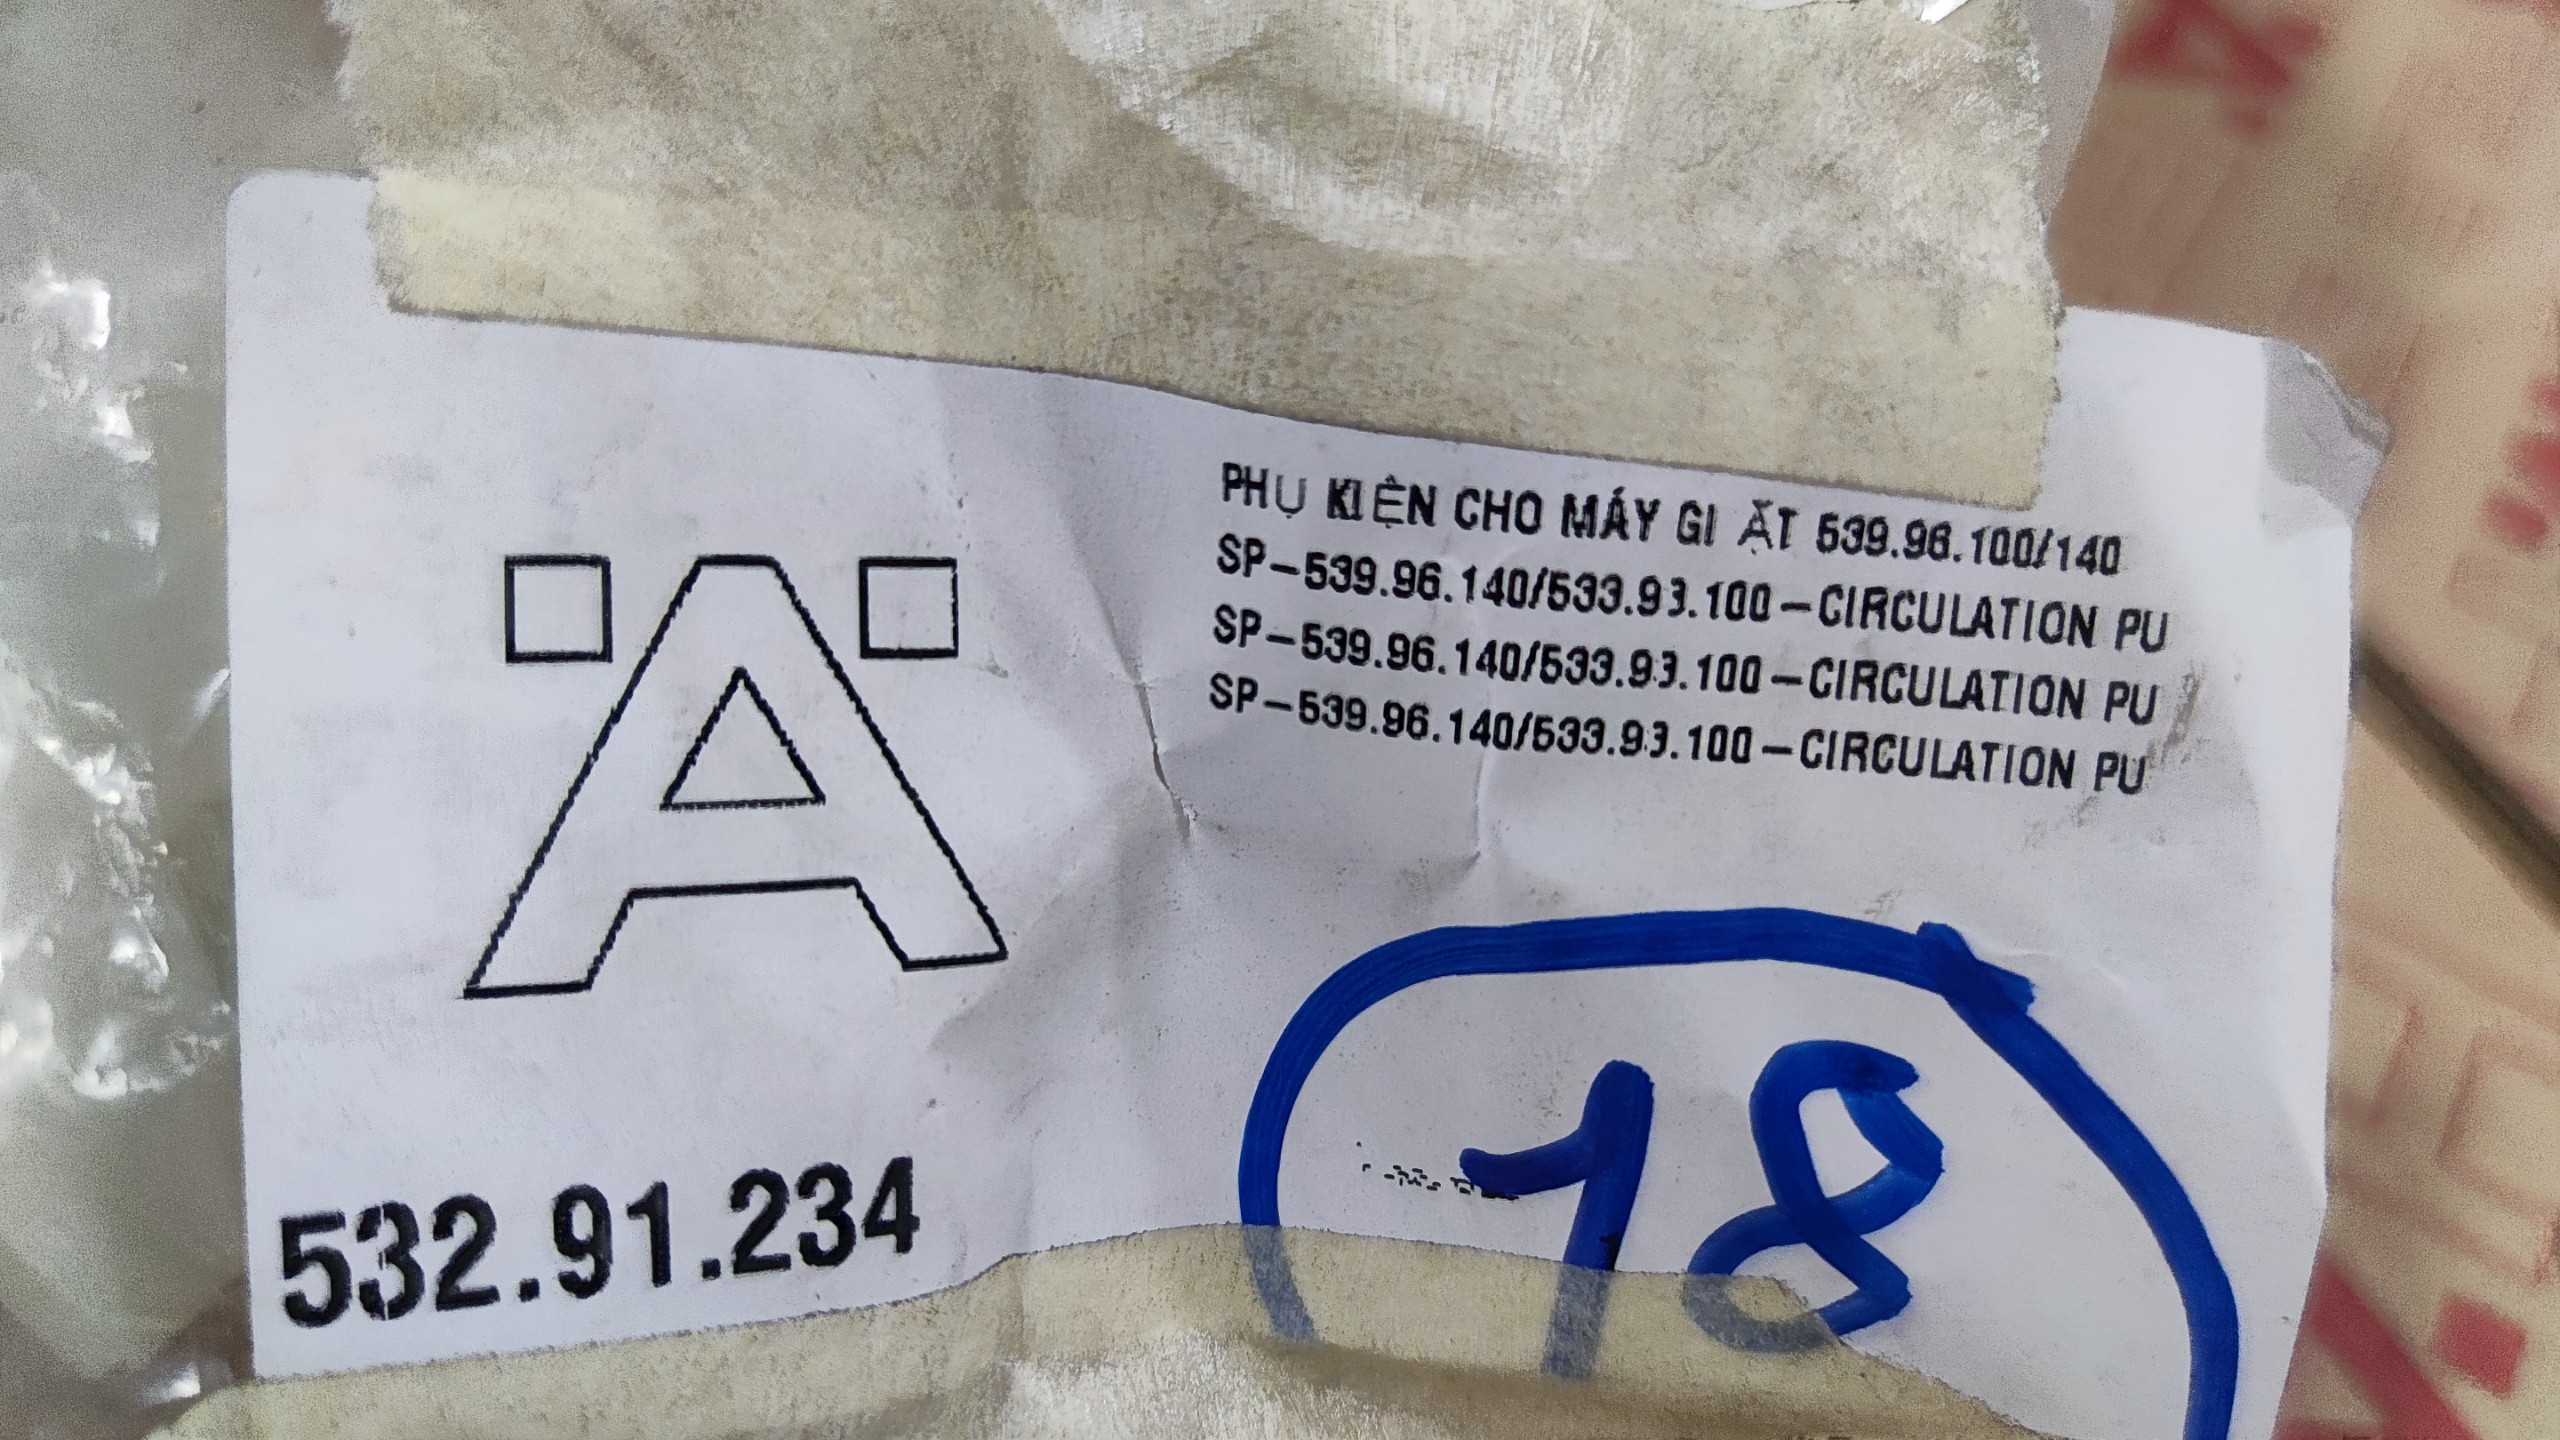 PHỤ KIỆN CHO MÁY GI ẶT 539.96.100/140
SP-539.96.140/533.93.100-CIRCULATION PU
SP-539.96.140/533.93.100-CIRCULATION PU
SP-539.96.140/533.93.100-CIRCULATION PU
532.91.234
18